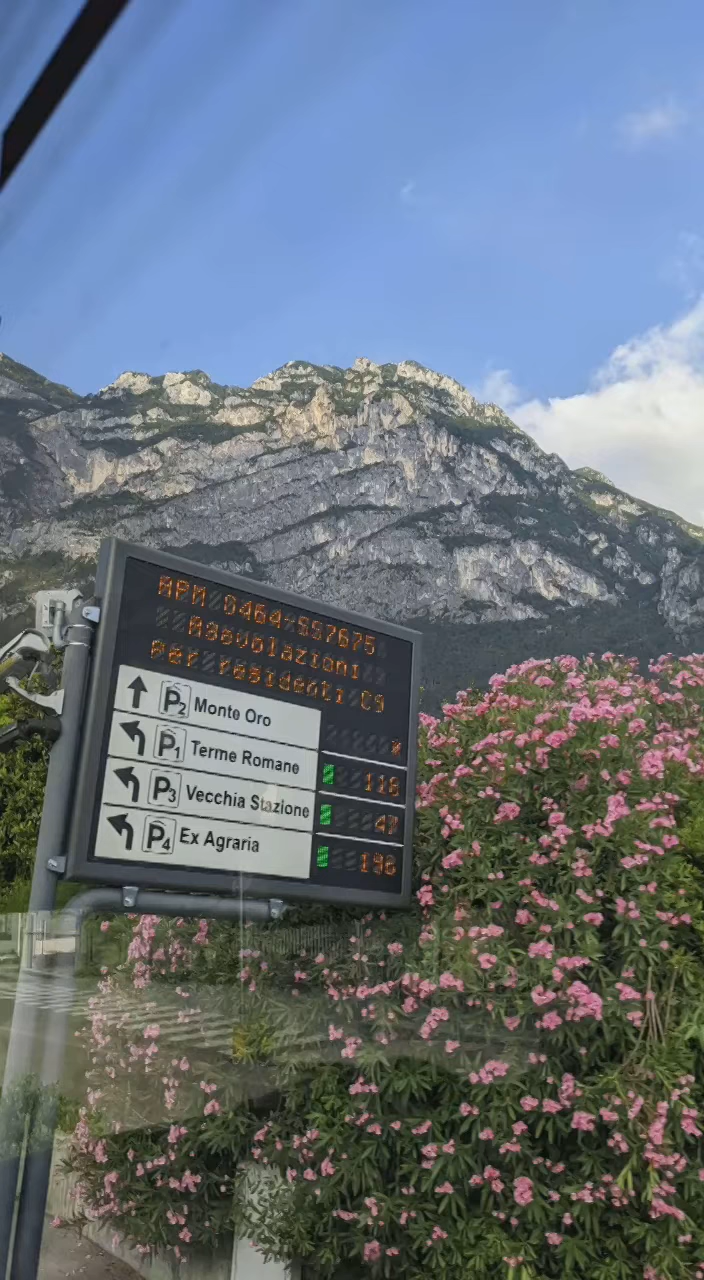 APM 0464-557675
Agevolazioni
per residenti C9
P2 Monte Oro
P1 Terme Romane 118
P3 Vecchia Stazione 47
P4 Ex Agraria 196